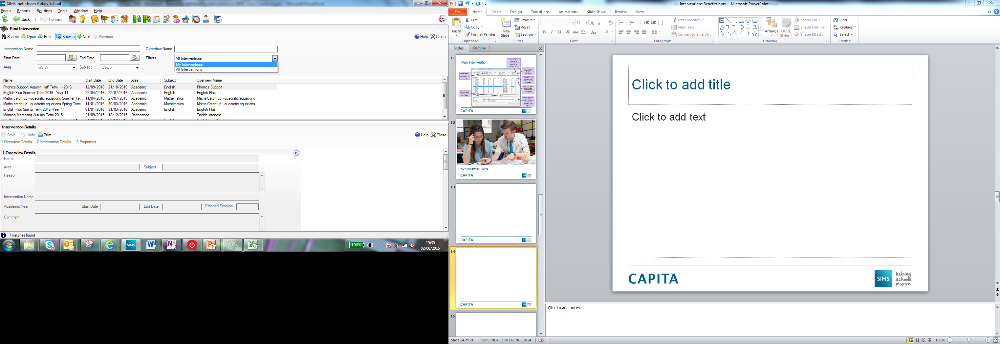 SIMS .net: Green Abbey School
Focus Reports Routines Tools Window Help
Back Forward
Find Intervention
Search Open Print Browse Next Previous Help Close
Intervention Name Overview Name
Start Date End Date Filters All Interventions
My Interventions
Area <Any> Subject <Any> All Interventions
Name Start Date End Date Area Subject Overview Name
Phonics Support Autumn Half Term 1 - 2016 12/09/2016 21/10/2016 Academic English Phonics Support
English Plus Summer Term 2016 - Year 11 22/04/2016 22/07/2016 Academic English English Plus
Maths catch up - quadratic equations Summer Te... 11/04/2016 27/07/2016 Academic Mathematics Maths Catch up - quadratic equations
Maths catch-up - quadratic equations Spring Term 11/01/2016 30/03/2016 Academic Mathematics Maths Catch up - quadratic equations
English Plus Spring Term 2016 -Year 11 01/01/2016 31/03/2016 Academic English English Plus
Morning Mentoring Autumn Term 2015 21/09/2015 18/12/2015 Attendance Tackle lateness
Intervention Details
Save Undo Print Help Close
1 Overview Details 2 Intervention Details 3 Properties
1 Overview Details
Name
Area Subject
Reason
Intervention Name
Academic Year Start Date End Date Planned Session
Comment
7 matches found
SIMS
100% 15:35
02/08/2016
Interventions Benefits.pptx - Microsoft PowerPoint
File Home Insert Design Transitions Animations Slide Show Review View
Paste Cut Copy Format Painter
Clipboard
New Slide Layout Reset Section
Slides
24
B I U S abc AV Aa A
Font
Text Direction Align Text Convert to SmartArt
Paragraph
Arrange Quick Styles Shape Fill Shape Outline Shape Effects
Drawing
Find Replace Select
Editing
Slides Outline
11
Plan Intervention
CAPITA
12
RUN INTERVENTIONS
CAPITA
13
CAPITA
14
CAPITA
15
Click to add title
Click to add text
CAPITA
SIMS helping schools inspire
Click to add notes
Slide 14 of 21 "SIMS INDY CONFERENCE 2014" 100%